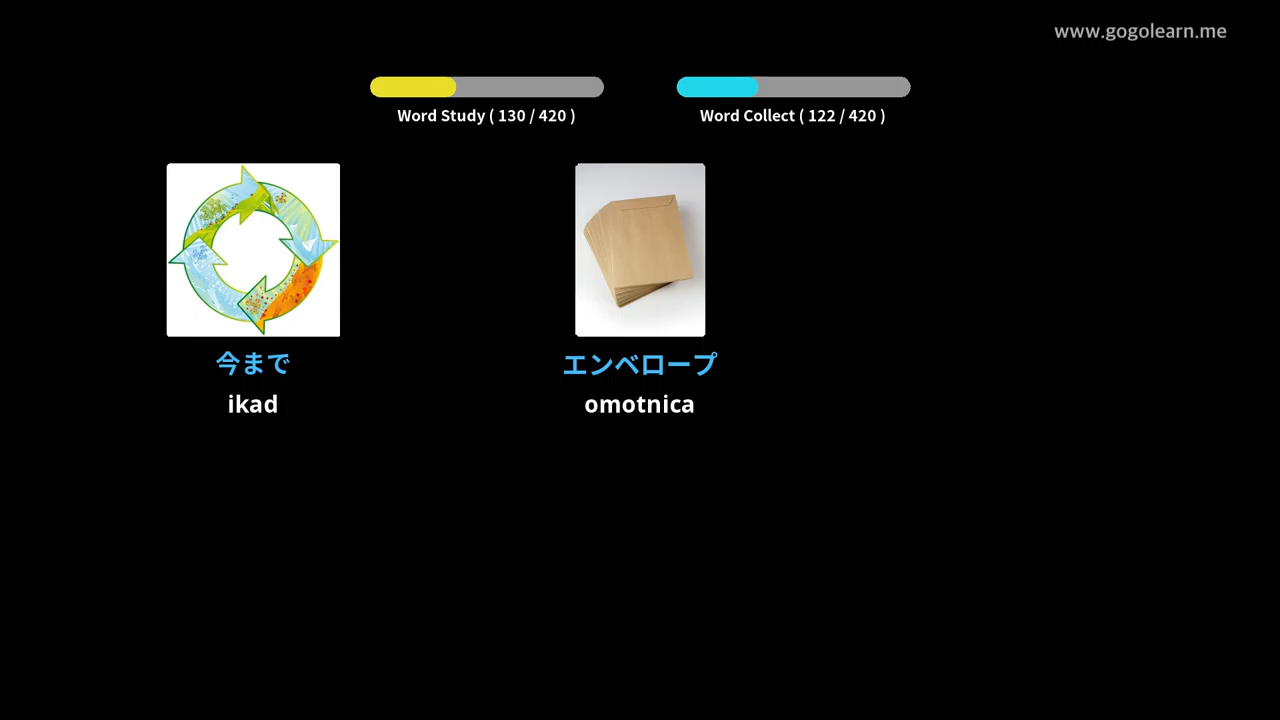 www.gogolearn.me
Word Study ( 130 / 420 )
Word Collect ( 122 / 420 )
今まで
ikad
エンベロープ
omotnica